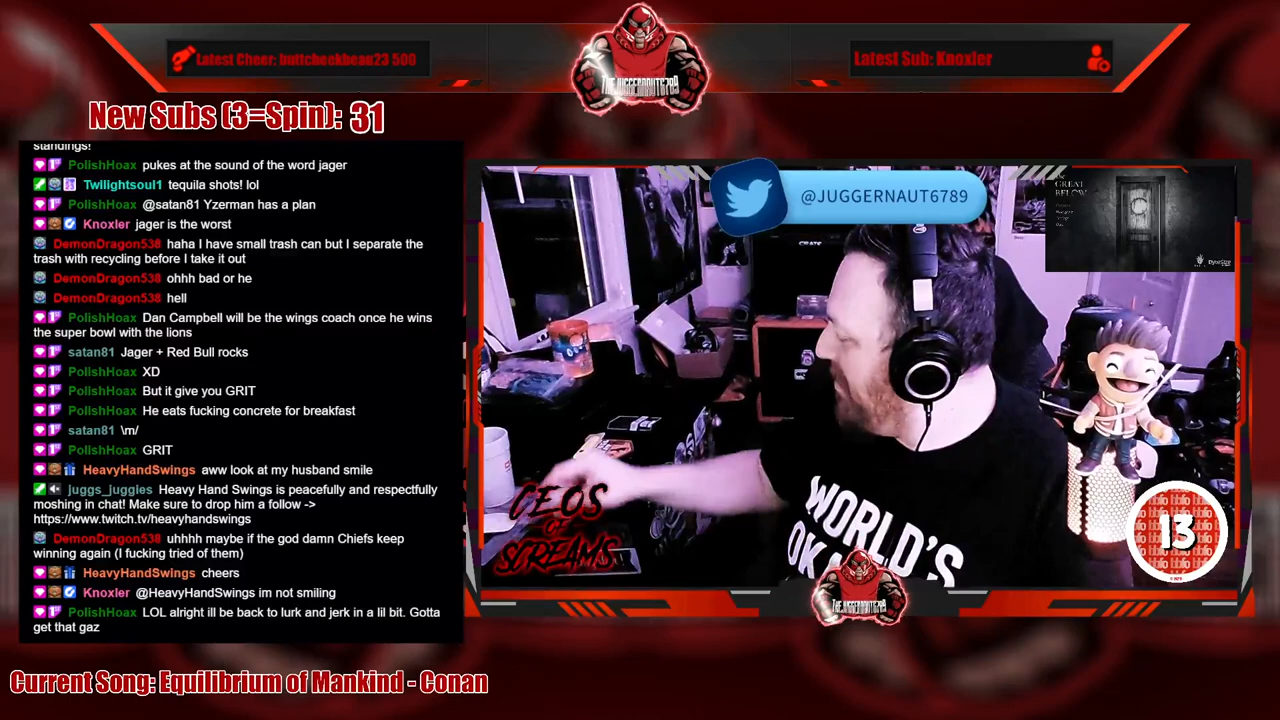 Latest Cheer: buttcheekbeau23 500
THEJUGGERNAUT6789
Latest Sub: Knoxler
New Subs (3=Spin): 31
standings!
PolishHoax pukes at the sound of the word jager
Twilightsoul1 tequila shots! lol
PolishHoax @satan81 Yzerman has a plan
Knoxler jager is the worst
DemonDragon538 haha I have small trash can but I separate the
trash with recycling before I take it out
DemonDragon538 ohhh bad or he
DemonDragon538 hell
PolishHoax Dan Campbell will be the wings coach once he wins
the super bowl with the lions
satan81 Jager + Red Bull rocks
PolishHoax XD
PolishHoax But it give you GRIT
PolishHoax He eats fucking concrete for breakfast
satan81 \m/
PolishHoax GRIT
HeavyHandSwings aww look at my husband smile
juggs_juggies Heavy Hand Swings is peacefully and respectfully
moshing in chat! Make sure to drop him a follow ->
https://www.twitch.tv/heavyhandswings
DemonDragon538 uhhhh maybe if the god damn Chiefs keep
winning again (I fucking tried of them)
HeavyHandSwings cheers
Knoxler @HeavyHandSwings im not smiling
PolishHoax LOL alright ill be back to lurk and jerk in a lil bit. Gotta
get that gaz
@JUGGERNAUT6789
GREAT
BELOW
CEOS
OF
SCREAMS
WORLD'S
13
THEJUGGERNAUT6789
Current Song: Equilibrium of Mankind - Conan